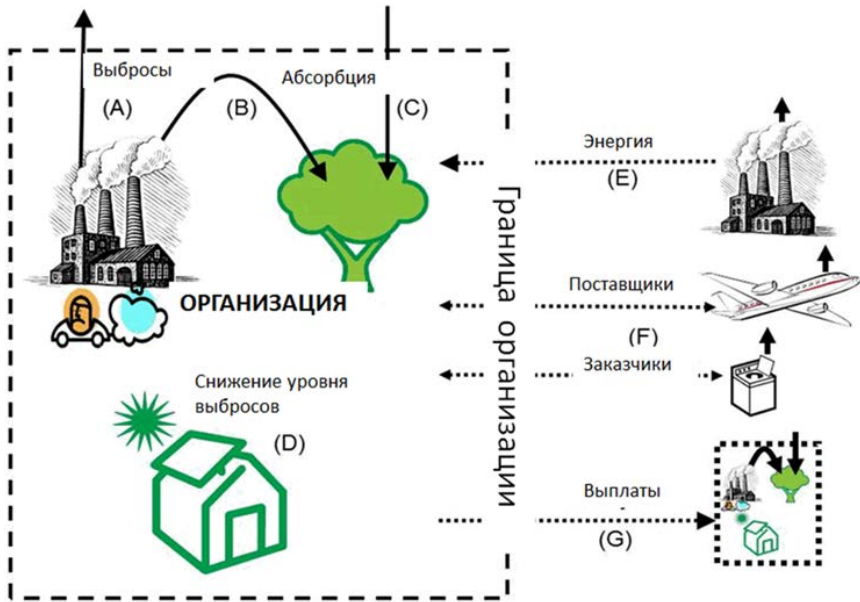 Выбросы
(A)
(B)
Абсорбция
(C)
ОРГАНИЗАЦИЯ
Снижение уровня
выбросов
(D)
Граница организации
Энергия
(E)
Поставщики
(F)
Заказчики
Выплаты
(G)